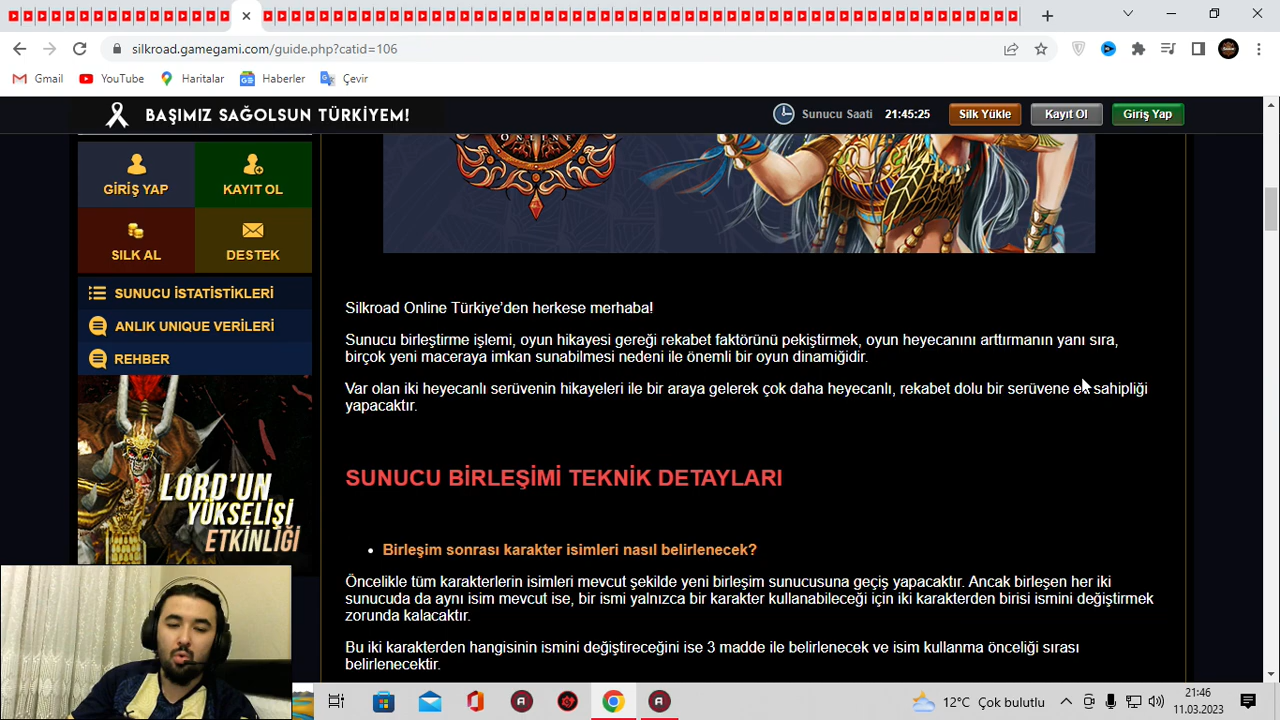 silkroad.gamegami.com/guide.php?catid=106
Gmail YouTube Haritalar Haberler Çevir
BAŞIMIZ SAĞOLSUN TÜRKİYEM! Sunucu Saati 21:45:25 Silk Yükle Kayıt Ol Giriş Yap
ONLINE
GİRİŞ YAP KAYIT OL
SILK AL DESTEK
SUNUCU İSTATİSTİKLERİ
ANLIK UNIQUE VERİLERİ
REHBER
LORD'UN
YÜKSELİŞİ
ETKİNLİĞİ
Silkroad Online Türkiye’den herkese merhaba!
Sunucu birleştirme işlemi, oyun hikayesi gereği rekabet faktörünü pekiştirmek, oyun heyecanını arttırmanın yanı sıra,
birçok yeni maceraya imkan sunabilmesi nedeni ile önemli bir oyun dinamiğidir.
Var olan iki heyecanlı serüvenin hikayeleri ile bir araya gelerek çok daha heyecanlı, rekabet dolu bir serüvene ev sahipliği
yapacaktır.
SUNUCU BİRLEŞİMİ TEKNİK DETAYLARI
• Birleşim sonrası karakter isimleri nasıl belirlenecek?
Öncelikle tüm karakterlerin isimleri mevcut şekilde yeni birleşim sunucusuna geçiş yapacaktır. Ancak birleşen her iki
sunucuda da aynı isim mevcut ise, bir ismi yalnızca bir karakter kullanabileceği için iki karakterden birisi ismini değiştirmek
zorunda kalacaktır.
Bu iki karakterden hangisinin ismini değiştireceğini ise 3 madde ile belirlenecek ve isim kullanma önceliği sırası
belirlenecektir.
12°C Çok bulutlu
21:46
11.03.2023